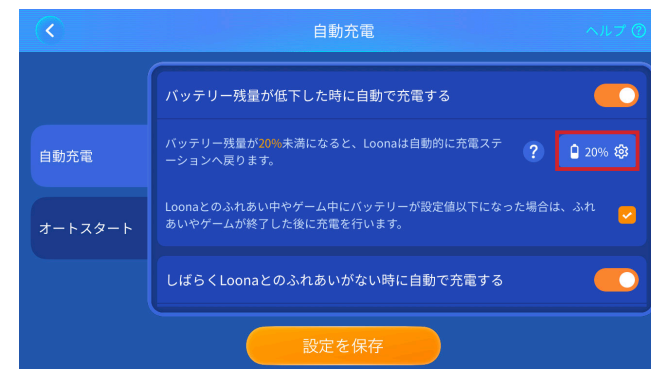 自動充電
ヘルプ ?
バッテリー残量が低下した時に自動で充電する
自動充電
バッテリー残量が20%未満になると、Loonaは自動的に充電ステ
ーションへ戻ります。
?
20%
オートスタート
Loonaとのふれあい中やゲーム中にバッテリーが設定値以下になった場合は、ふれ
あいやゲームが終了した後に充電を行います。
しばらくLoonaとのふれあいがない時に自動で充電する
設定を保存